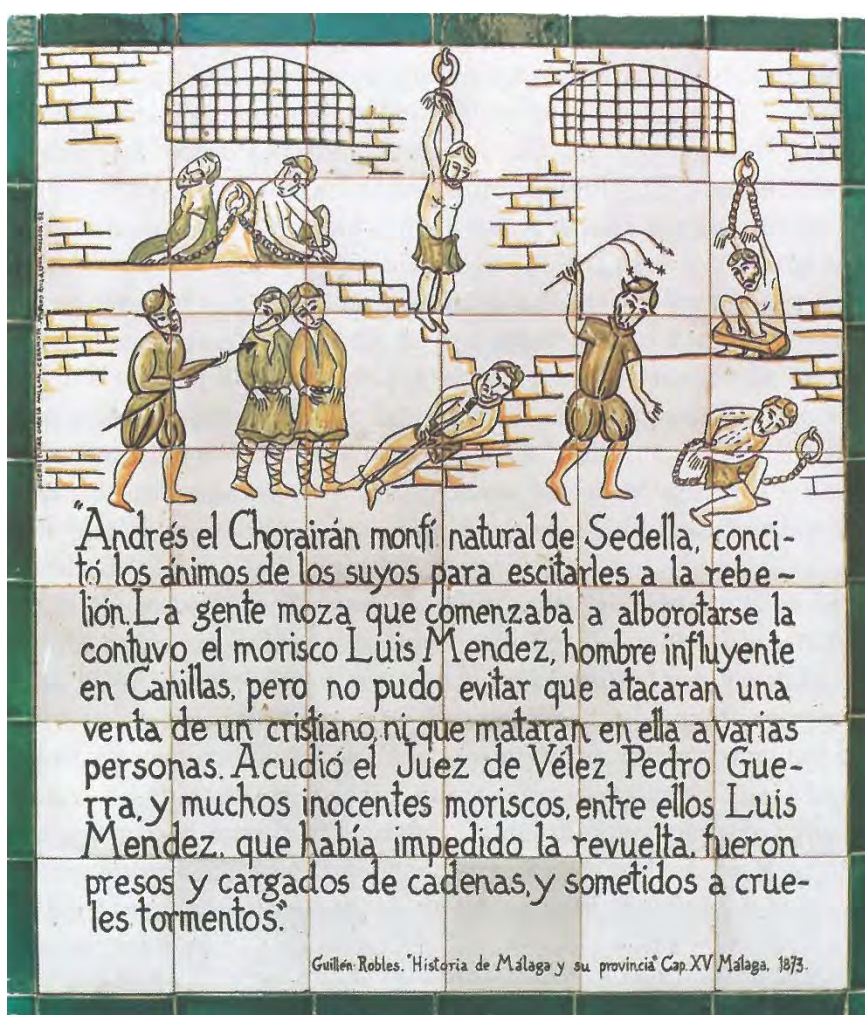 "Andrés el Chorairán monfí natural de Sedella, conci-
tó los ánimos de los suyos para escitarles a la rebe-
lión. La gente moza que comenzaba a alborotarse la
contuvo el morisco Luis Mendez, hombre influyente
en Canillas, pero no pudo evitar que atacaran una
venta de un cristiano, ni que mataran en ella a varias
personas. Acudió el Juez de Vélez Pedro Gue-
rra, y muchos inocentes moriscos, entre ellos Luis
Mendez, que había impedido la revuelta, fueron
presos y cargados de cadenas, y sometidos a crue-
les tormentos."
Guillén Robles. "Historia de Málaga y su provincia" Cap. XV Málaga. 1873.